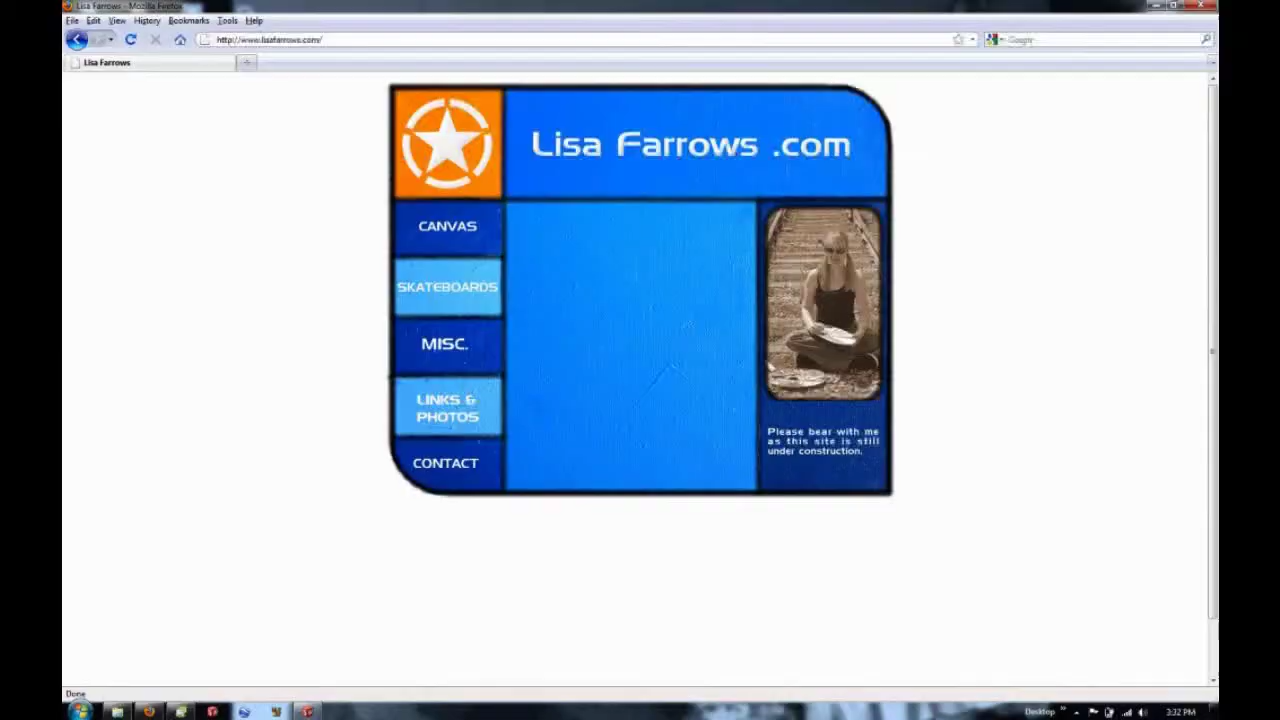 Lisa Farrows - Mozilla Firefox
File Edit View History Bookmarks Tools Help
http://www.lisafarrows.com/
Google
Lisa Farrows
Lisa Farrows .com
CANVAS
SKATEBOARDS
MISC.
LINKS &
PHOTOS
CONTACT
Please bear with me
as this site is still
under construction.
Done
Desktop
3:32 PM